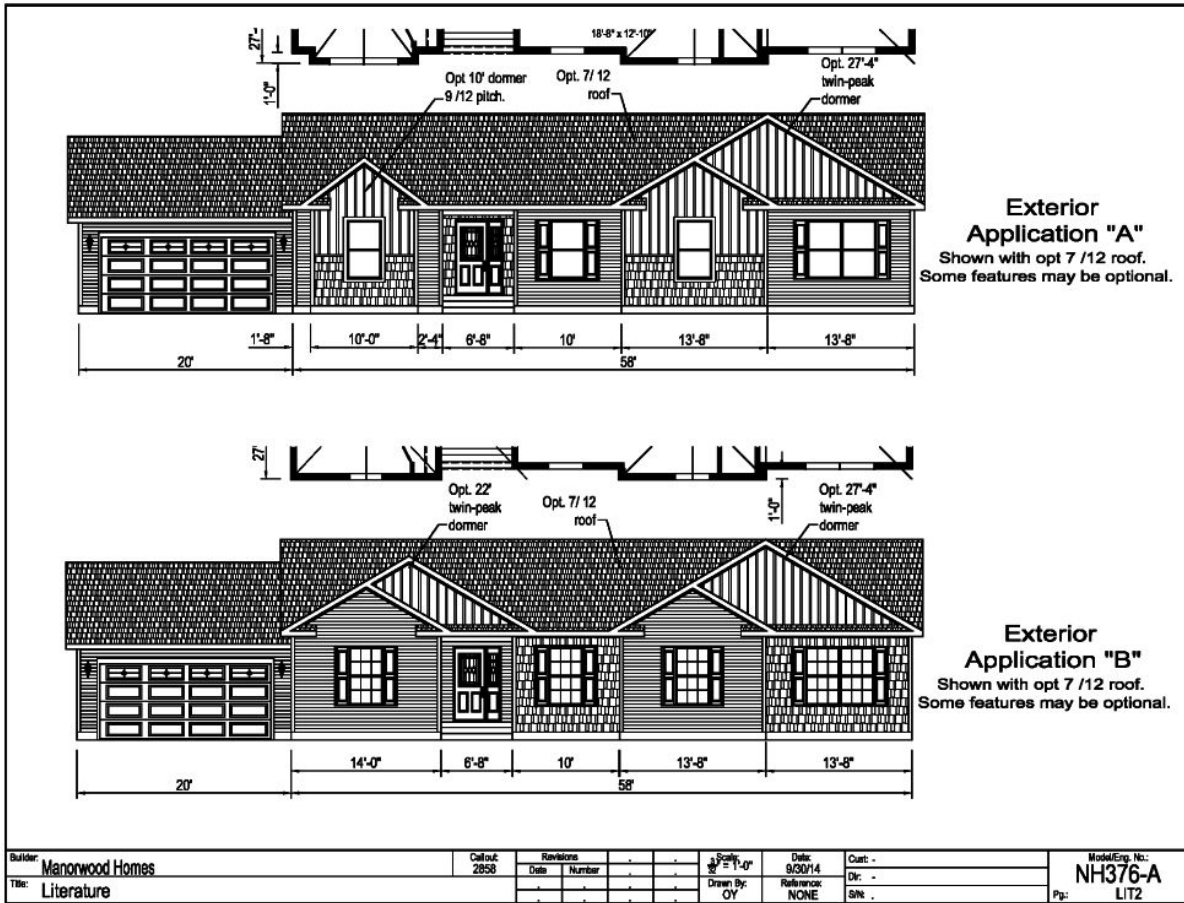 27'-
1'-0"
18'-8" x 12'-10"
Opt 10' dormer
9 /12 pitch.
Opt. 7/ 12
roof
Opt. 27'-4"
twin-peak
dormer
Exterior
Application "A"
Shown with opt 7 /12 roof.
Some features may be optional.
1'-8"
10'-0"
2'-4"
6'-8"
10'
13'-8"
13'-8"
20'
58'
27'
Opt. 22'
twin-peak
dormer
Opt. 7/ 12
roof
1'-0"
Opt. 27'-4"
twin-peak
dormer
Exterior
Application "B"
Shown with opt 7 /12 roof.
Some features may be optional.
14'-0"
6'-8"
10'
13'-8"
13'-8"
20'
58'
Builder: Manorwood Homes
Title: Literature
Callout: 2858
Revisions
Date Number
Scale: 3/32" = 1'-0"
Drawn By: OY
Date: 9/30/14
Reference: NONE
Cust: -
Dir: -
S/N: .
Model/Eng. No.:
NH376-A
Pg.: LIT2